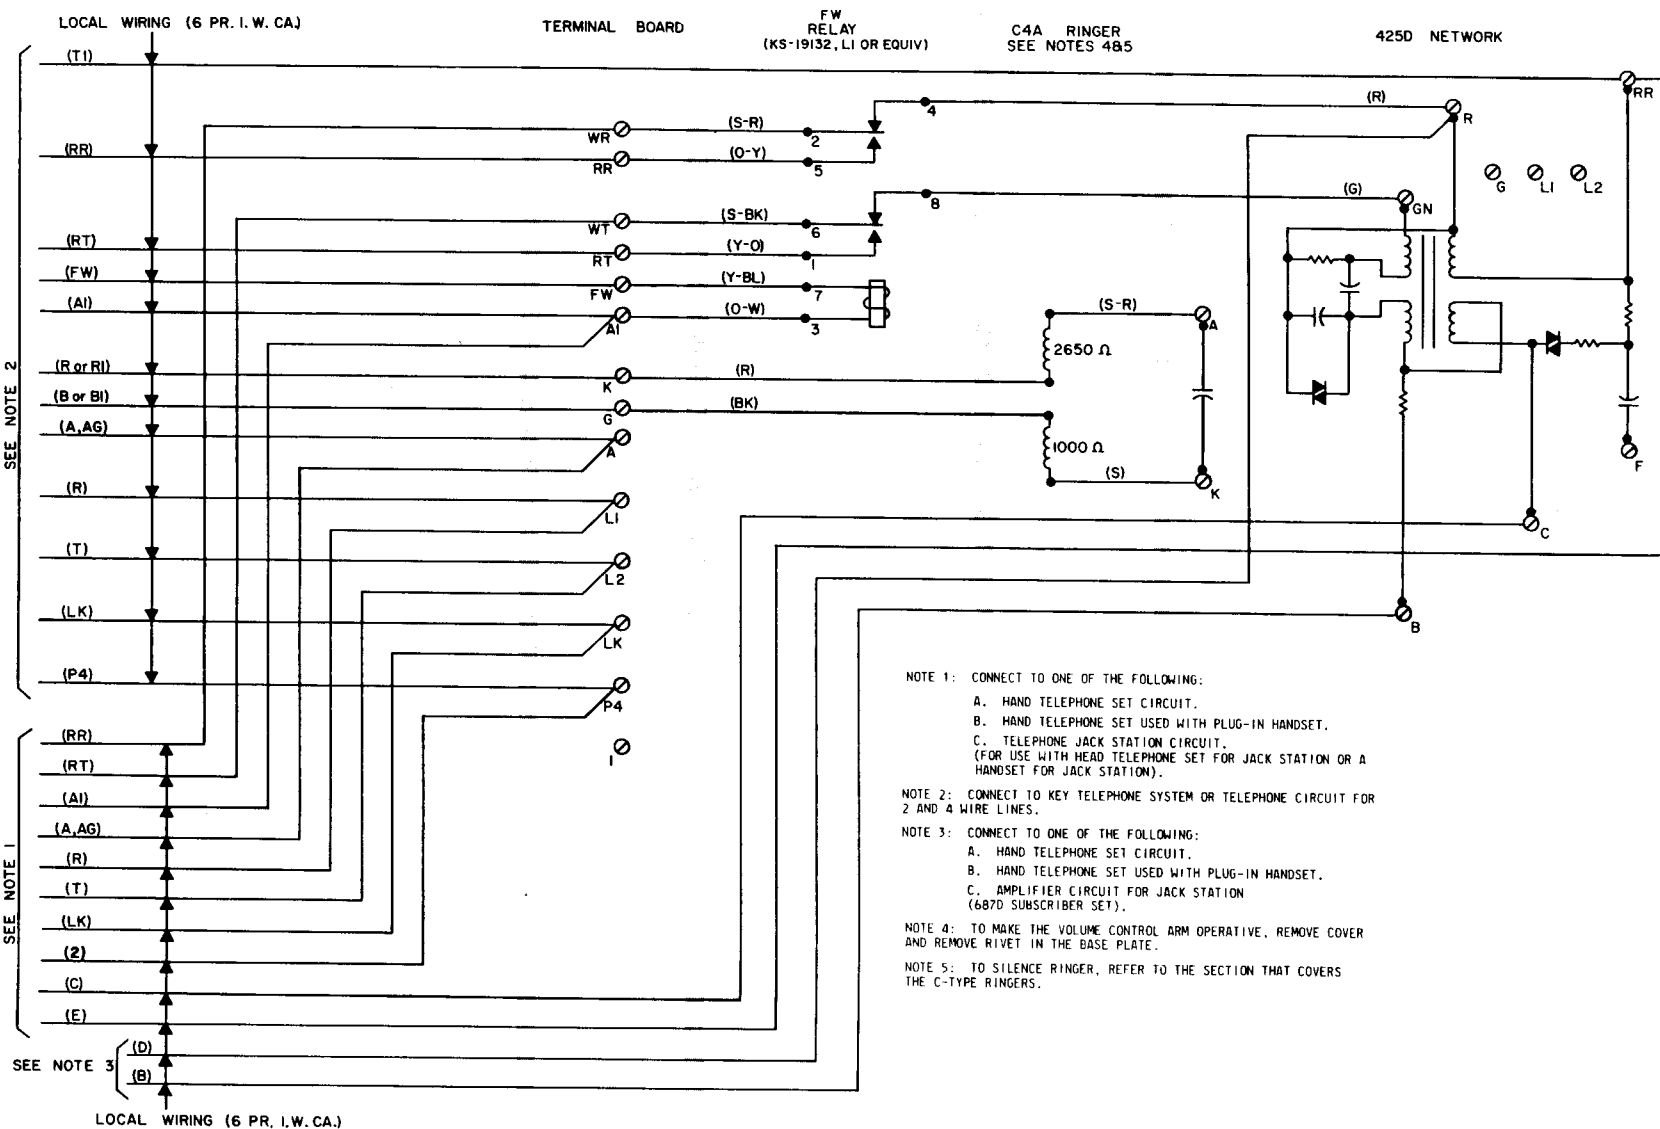 LOCAL WIRING (6 PR. I. W. CA.)
TERMINAL BOARD
FW
RELAY
(KS-19132, L1 OR EQUIV)
C4A RINGER
SEE NOTES 4&5
425D NETWORK
(T1)
RR
(R)
4
R
(S-R)
WR
2
(RR)
(O-Y)
RR
5
G
L1
L2
(G)
8
GN
(S-BK)
WT
6
(RT)
(Y-O)
RT
1
(FW)
(Y-BL)
FW
7
(A1)
(O-W)
A1
3
(S-R)
A
2650 Ω
(R or R1)
(R)
K
(B or B1)
(BK)
G
(A,AG)
A
1000 Ω
(S)
K
F
SEE NOTE 2
(R)
L1
C
(T)
L2
(LK)
LK
B
(P4)
P4
1
(RR)
(RT)
(A1)
(A,AG)
(R)
(T)
(LK)
(2)
(C)
(E)
SEE NOTE 1
(D)
SEE NOTE 3
(B)
LOCAL WIRING (6 PR. I.W. CA.)
NOTE 1: CONNECT TO ONE OF THE FOLLOWING:
A. HAND TELEPHONE SET CIRCUIT.
B. HAND TELEPHONE SET USED WITH PLUG-IN HANDSET.
C. TELEPHONE JACK STATION CIRCUIT.
(FOR USE WITH HEAD TELEPHONE SET FOR JACK STATION OR A
HANDSET FOR JACK STATION).
NOTE 2: CONNECT TO KEY TELEPHONE SYSTEM OR TELEPHONE CIRCUIT FOR
2 AND 4 WIRE LINES.
NOTE 3: CONNECT TO ONE OF THE FOLLOWING:
A. HAND TELEPHONE SET CIRCUIT.
B. HAND TELEPHONE SET USED WITH PLUG-IN HANDSET.
C. AMPLIFIER CIRCUIT FOR JACK STATION
(687D SUBSCRIBER SET).
NOTE 4: TO MAKE THE VOLUME CONTROL ARM OPERATIVE, REMOVE COVER
AND REMOVE RIVET IN THE BASE PLATE.
NOTE 5: TO SILENCE RINGER, REFER TO THE SECTION THAT COVERS
THE C-TYPE RINGERS.